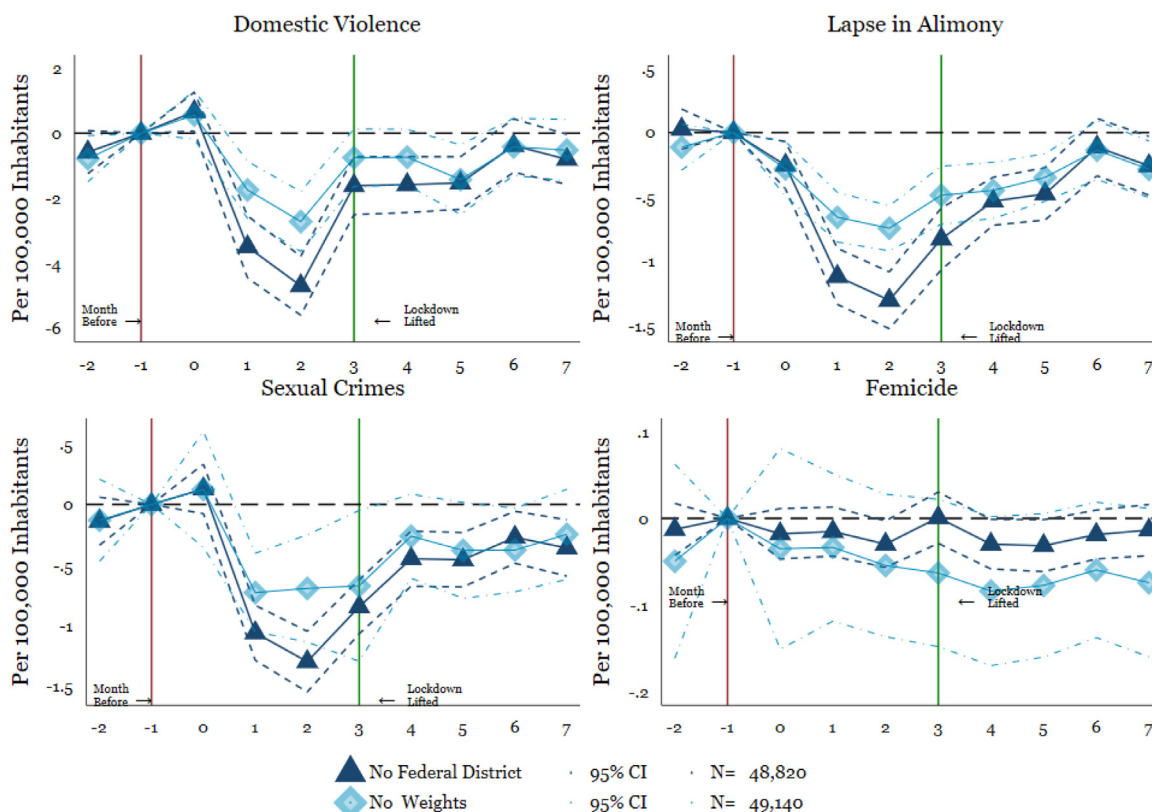 Domestic Violence
Per 100,000 Inhabitants
2
0
-2
-4
-6
Month
Before →
← Lockdown
Lifted
-2 -1 0 1 2 3 4 5 6 7
Lapse in Alimony
Per 100,000 Inhabitants
.5
0
-.5
-1
-1.5
Month
Before →
← Lockdown
Lifted
-2 -1 0 1 2 3 4 5 6 7
Sexual Crimes
Per 100,000 Inhabitants
.5
0
-.5
-1
-1.5
Month
Before →
← Lockdown
Lifted
-2 -1 0 1 2 3 4 5 6 7
Femicide
Per 100,000 Inhabitants
.1
0
-.1
-.2
Month
Before →
← Lockdown
Lifted
-2 -1 0 1 2 3 4 5 6 7
No Federal District 95% CI N= 48,820
No Weights 95% CI N= 49,140